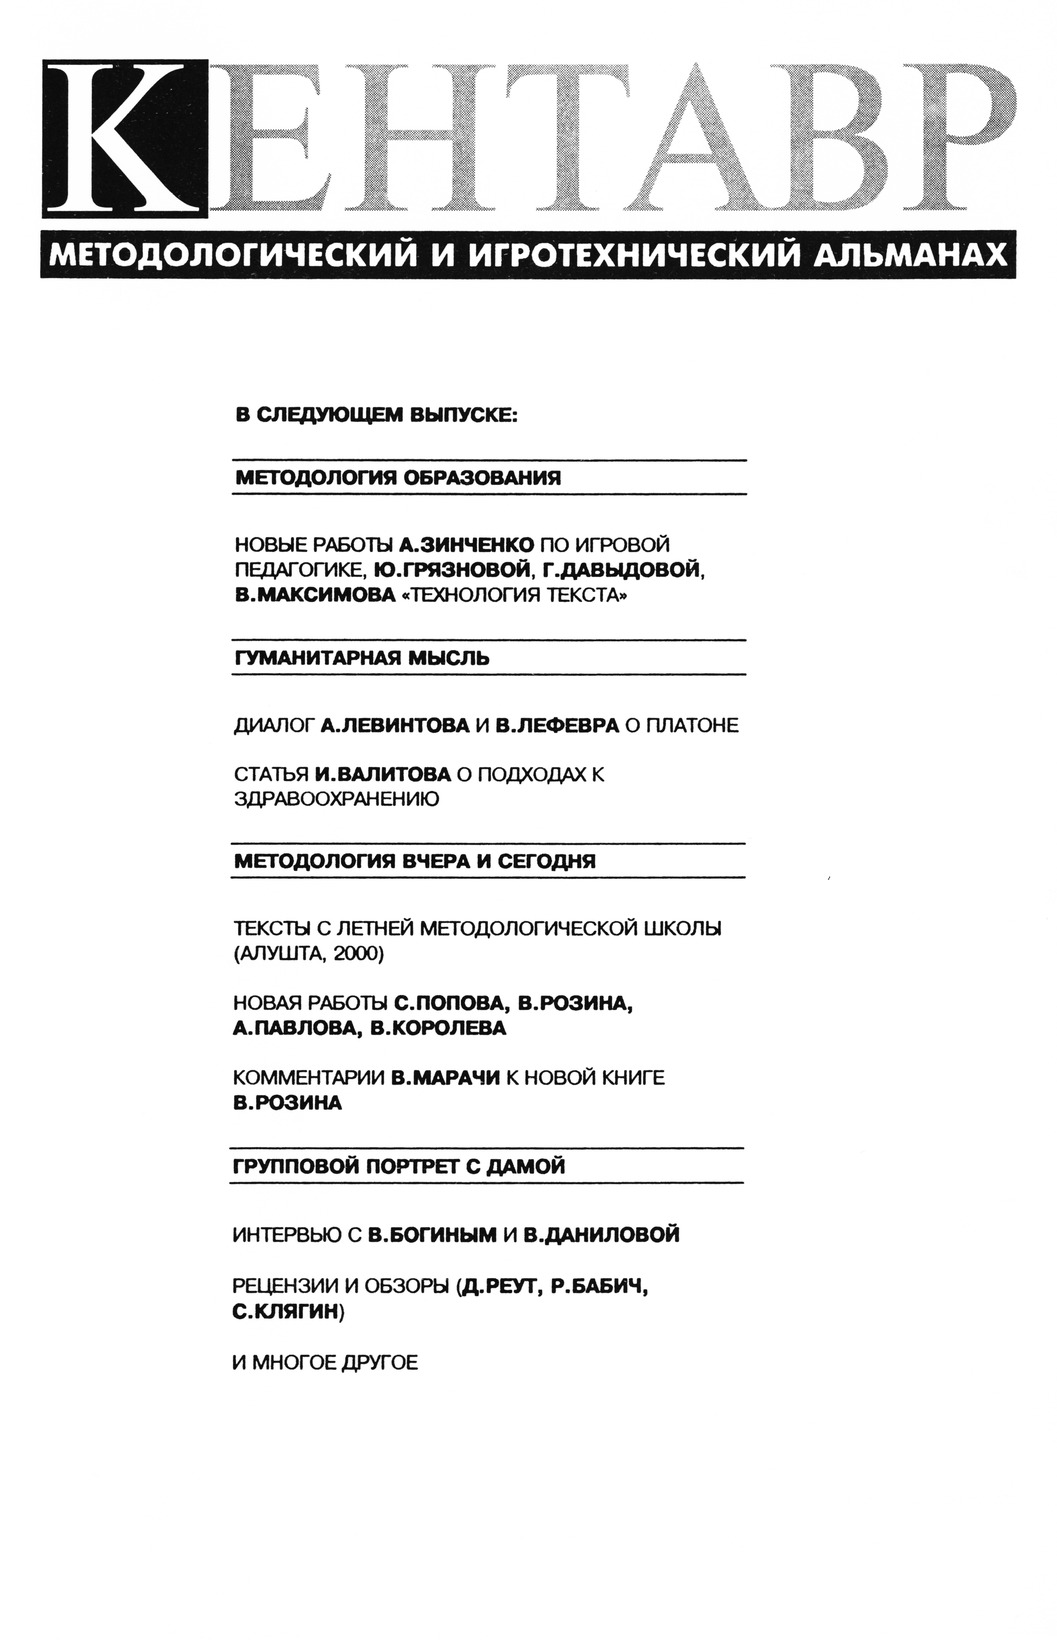 КЕНТАВР
МЕТОДОЛОГИЧЕСКИЙ И ИГРОТЕХНИЧЕСКИЙ АЛЬМАНАХ
В СЛЕДУЮЩЕМ ВЫПУСКЕ:
МЕТОДОЛОГИЯ ОБРАЗОВАНИЯ
НОВЫЕ РАБОТЫ А.ЗИНЧЕНКО ПО ИГРОВОЙ
ПЕДАГОГИКЕ, Ю.ГРЯЗНОВОЙ, Г.ДАВЫДОВОЙ,
В.МАКСИМОВА «ТЕХНОЛОГИЯ ТЕКСТА»
ГУМАНИТАРНАЯ МЫСЛЬ
ДИАЛОГ А.ЛЕВИНТОВА И В.ЛЕФЕВРА О ПЛАТОНЕ
СТАТЬЯ И.ВАЛИТОВА О ПОДХОДАХ К
ЗДРАВООХРАНЕНИЮ
МЕТОДОЛОГИЯ ВЧЕРА И СЕГОДНЯ
ТЕКСТЫ С ЛЕТНЕЙ МЕТОДОЛОГИЧЕСКОЙ ШКОЛЫ
(АЛУШТА, 2000)
НОВАЯ РАБОТЫ С.ПОПОВА, В.РОЗИНА,
А.ПАВЛОВА, В.КОРОЛЕВА
КОММЕНТАРИИ В.МАРАЧИ К НОВОЙ КНИГЕ
В.РОЗИНА
ГРУППОВОЙ ПОРТРЕТ С ДАМОЙ
ИНТЕРВЬЮ С В.БОГИНЫМ И В.ДАНИЛОВОЙ
РЕЦЕНЗИИ И ОБЗОРЫ (Д.РЕУТ, Р.БАБИЧ,
С.КЛЯГИН)
И МНОГОЕ ДРУГОЕ